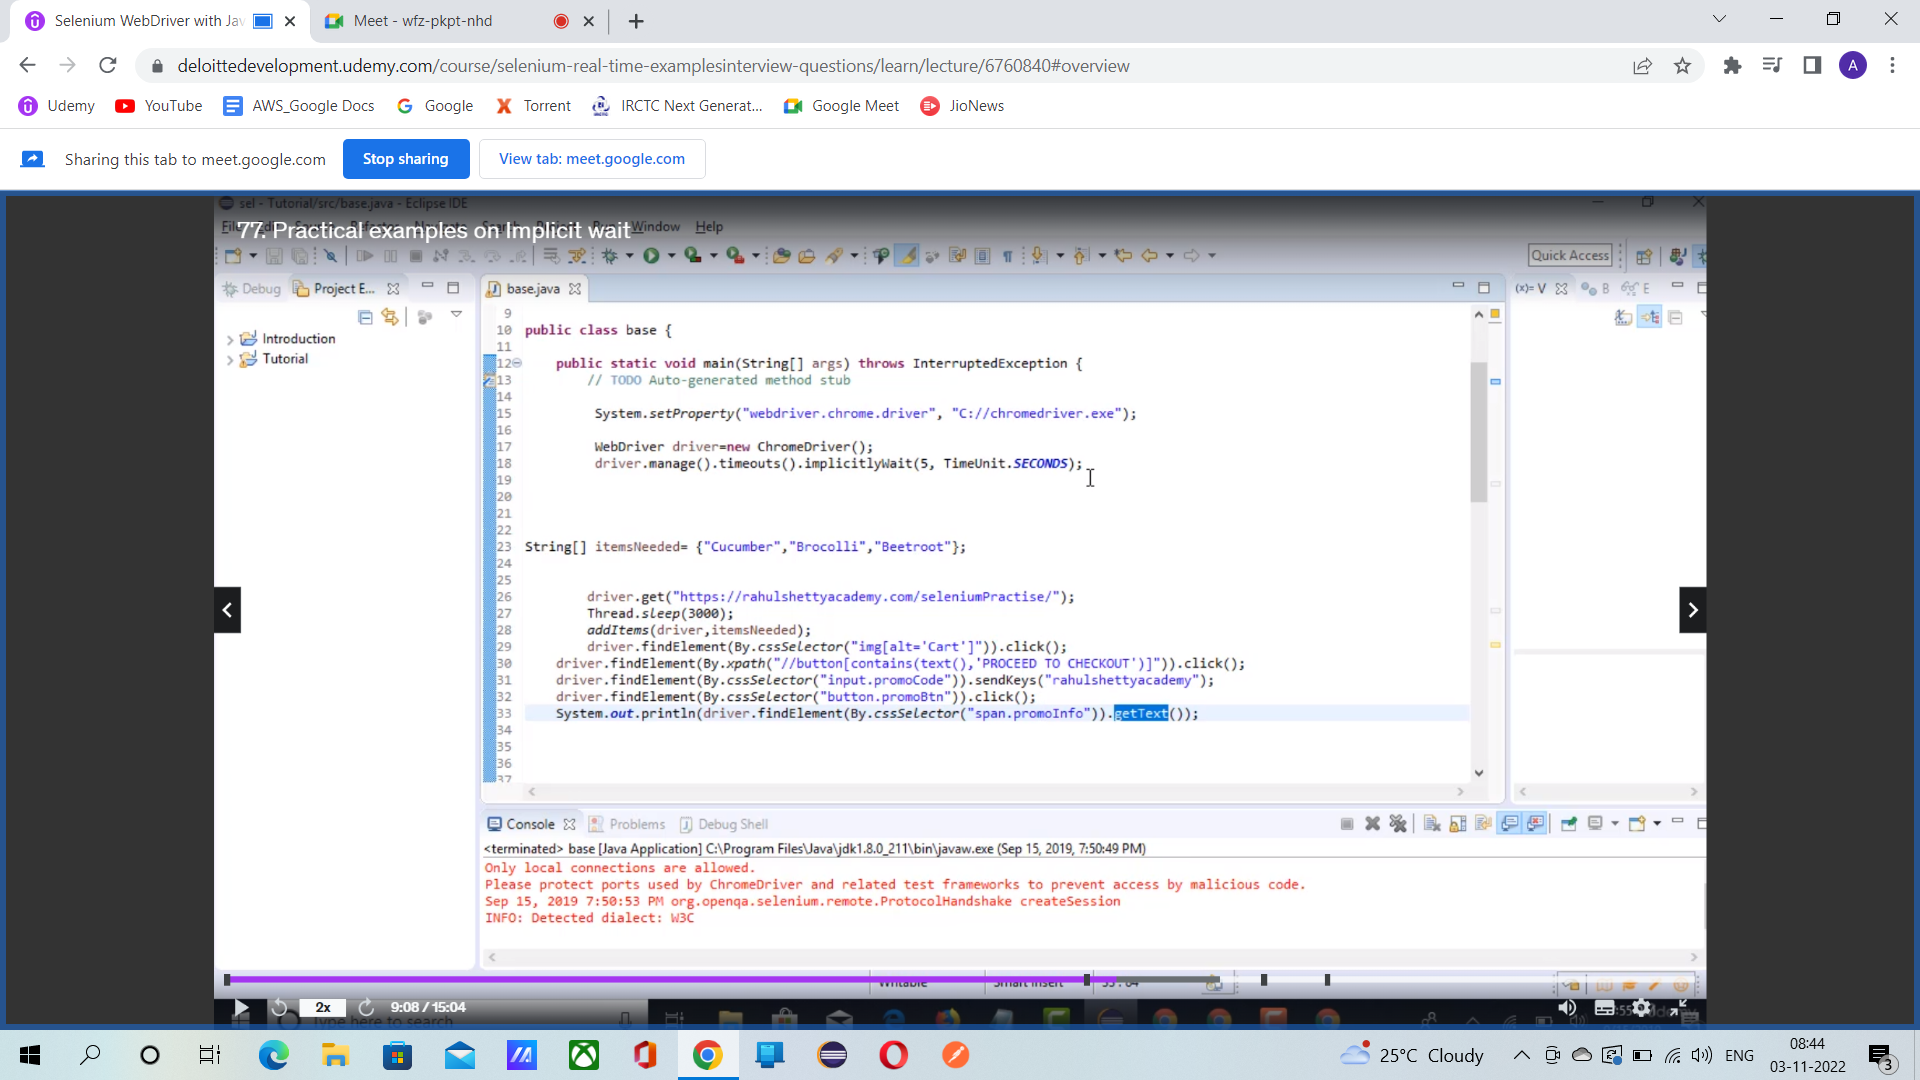 Selenium WebDriver with Jav
Meet - wfz-pkpt-nhd
deloittedevelopment.udemy.com/course/selenium-real-time-examplesinterview-questions/learn/lecture/6760840#overview
A
Udemy
YouTube
AWS_Google Docs
Google
Torrent
IRCTC Next Generat...
Google Meet
JioNews
Sharing this tab to meet.google.com
Stop sharing
View tab: meet.google.com
sel - Tutorial/src/base.java - Eclipse IDE
77. Practical examples on Implicit wait
Window Help
Quick Access
Debug
Project E...
base.java
(x)= V
B
E
Introduction
Tutorial
9
10 public class base {
11
12 public static void main(String[] args) throws InterruptedException {
13 // TODO Auto-generated method stub
14
15 System.setProperty("webdriver.chrome.driver", "C://chromedriver.exe");
16
17 WebDriver driver=new ChromeDriver();
18 driver.manage().timeouts().implicitlyWait(5, TimeUnit.SECONDS);
19
20
21
22
23 String[] itemsNeeded= {"Cucumber","Brocolli","Beetroot"};
24
25
26 driver.get("https://rahulshettyacademy.com/seleniumPractise/");
27 Thread.sleep(3000);
28 addItems(driver,itemsNeeded);
29 driver.findElement(By.cssSelector("img[alt='Cart']")).click();
30 driver.findElement(By.xpath("//button[contains(text(),'PROCEED TO CHECKOUT')]")).click();
31 driver.findElement(By.cssSelector("input.promoCode")).sendKeys("rahulshettyacademy");
32 driver.findElement(By.cssSelector("button.promoBtn")).click();
33 System.out.println(driver.findElement(By.cssSelector("span.promoInfo")).getText());
34
35
36
37
Console
Problems
Debug Shell
<terminated> base [Java Application] C:\Program Files\Java\jdk1.8.0_211\bin\javaw.exe (Sep 15, 2019, 7:50:49 PM)
Only local connections are allowed.
Please protect ports used by ChromeDriver and related test frameworks to prevent access by malicious code.
Sep 15, 2019 7:50:53 PM org.openqa.selenium.remote.ProtocolHandshake createSession
INFO: Detected dialect: W3C
Writable
Smart Insert
2x
9:08 / 15:04
25°C Cloudy
ENG
08:44
03-11-2022
3